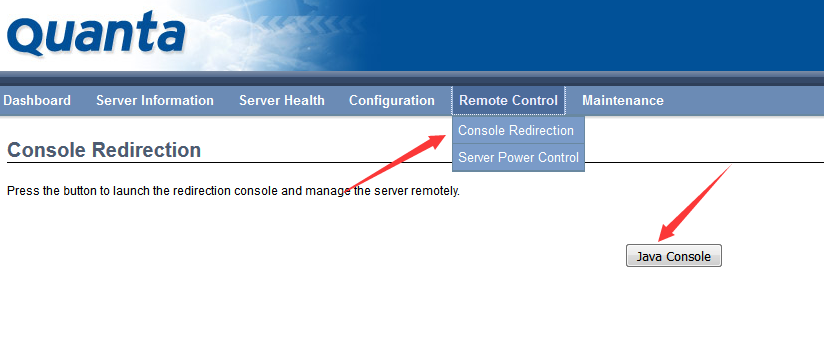 Quanta
Dashboard Server Information Server Health Configuration Remote Control Maintenance
Console Redirection
Server Power Control
Console Redirection
Press the button to launch the redirection console and manage the server remotely.
Java Console